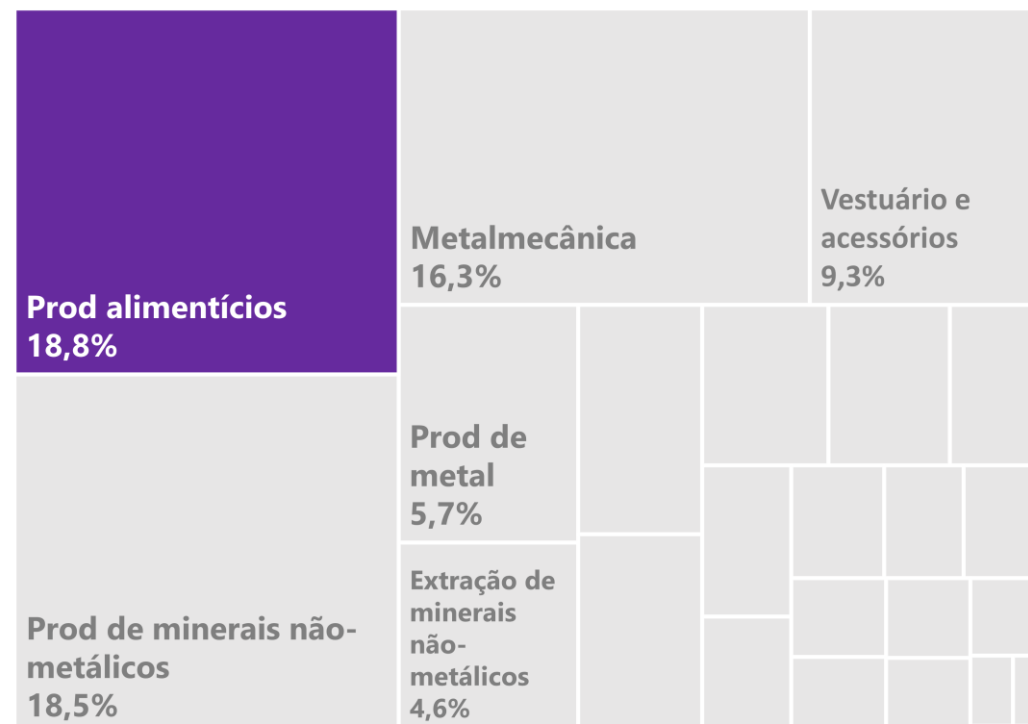 Prod alimentícios
18,8%
Prod de minerais não-
metálicos
18,5%
Metalmecânica
16,3%
Vestuário e
acessórios
9,3%
Prod de
metal
5,7%
Extração de
minerais
não-
metálicos
4,6%